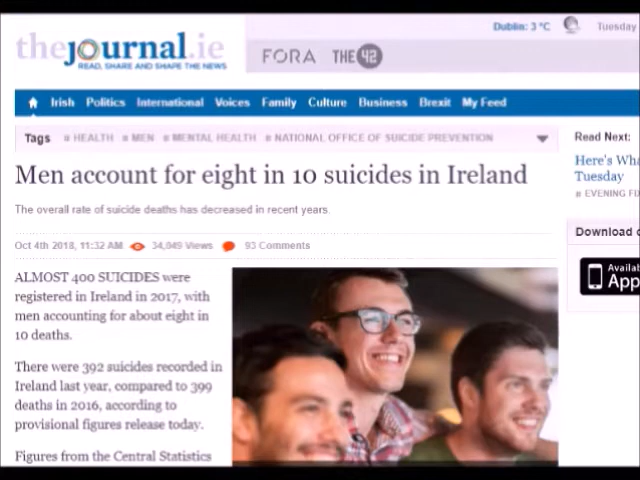 thejournal.ie
READ, SHARE AND SHAPE THE NEWS
FORA THE 42
Dublin: 3 °C Tuesday
Irish Politics International Voices Family Culture Business Brexit My Feed
Tags # HEALTH # MEN # MENTAL HEALTH # NATIONAL OFFICE OF SUICIDE PREVENTION
Men account for eight in 10 suicides in Ireland
The overall rate of suicide deaths has decreased in recent years.
Oct 4th 2018, 11:32 AM 34,049 Views 93 Comments
ALMOST 400 SUICIDES were
registered in Ireland in 2017, with
men accounting for about eight in
10 deaths.
There were 392 suicides recorded in
Ireland last year, compared to 399
deaths in 2016, according to
provisional figures release today.
Figures from the Central Statistics
Read Next:
Here's Wha
Tuesday
# EVENING FI
Download o
Availab
App